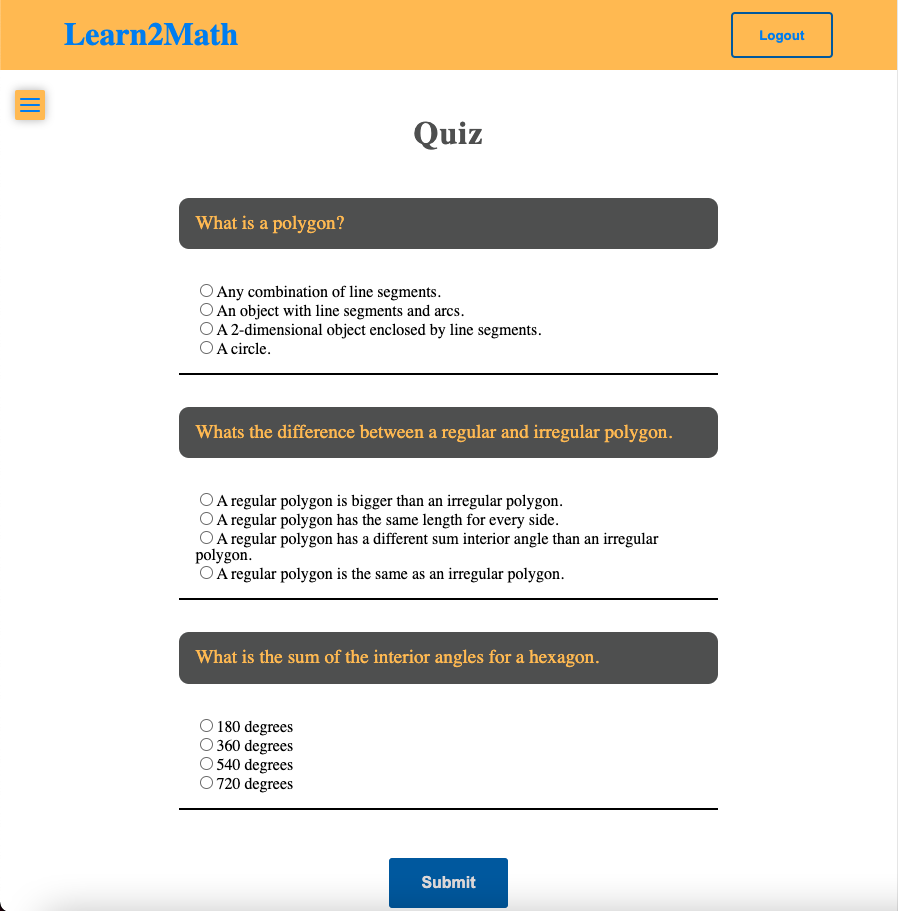 Learn2Math
Logout
Quiz
What is a polygon?
Any combination of line segments.
An object with line segments and arcs.
A 2-dimensional object enclosed by line segments.
A circle.
Whats the difference between a regular and irregular polygon.
A regular polygon is bigger than an irregular polygon.
A regular polygon has the same length for every side.
A regular polygon has a different sum interior angle than an irregular
polygon.
A regular polygon is the same as an irregular polygon.
What is the sum of the interior angles for a hexagon.
180 degrees
360 degrees
540 degrees
720 degrees
Submit